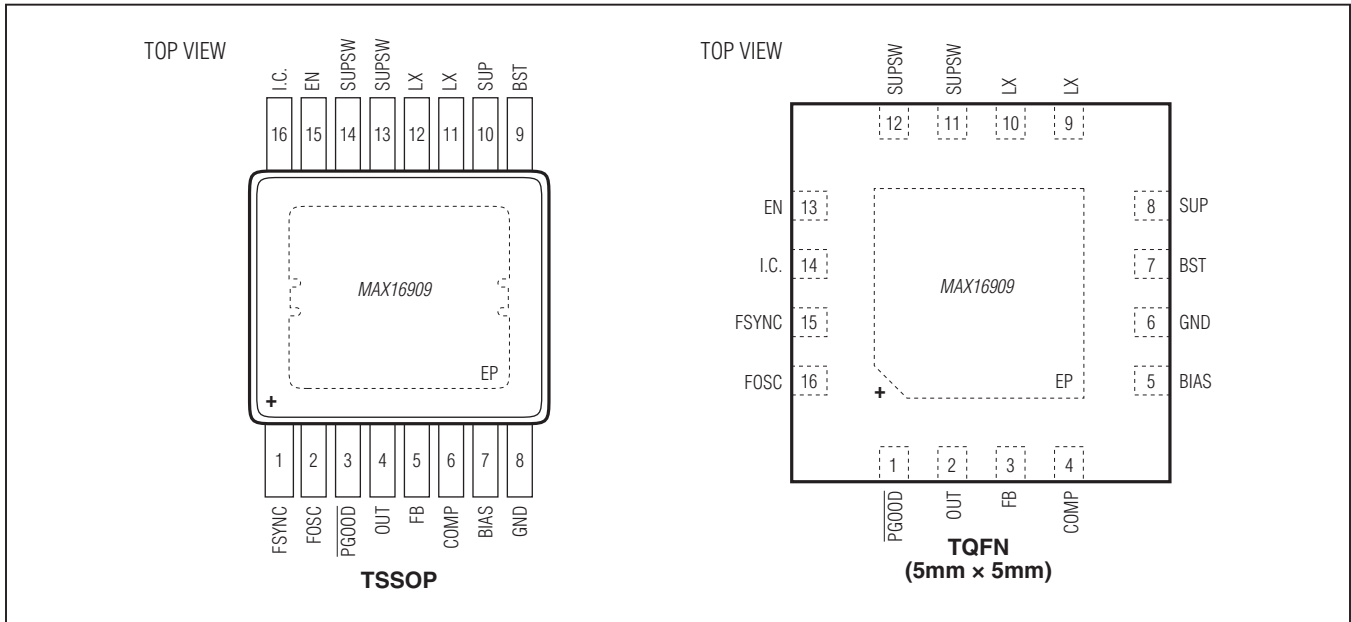 TOP VIEW
I.C. EN SUPSW SUPSW LX LX SUP BST
16 15 14 13 12 11 10 9
MAX16909
EP
+
1 2 3 4 5 6 7 8
FSYNC FOSC PGOOD OUT FB COMP BIAS GND
TSSOP
TOP VIEW
SUPSW SUPSW LX LX
12 11 10 9
EN 13 8 SUP
I.C. 14 7 BST
MAX16909
FSYNC 15 6 GND
FOSC 16 5 BIAS
EP
+
1 2 3 4
PGOOD OUT FB COMP
TQFN
(5mm × 5mm)